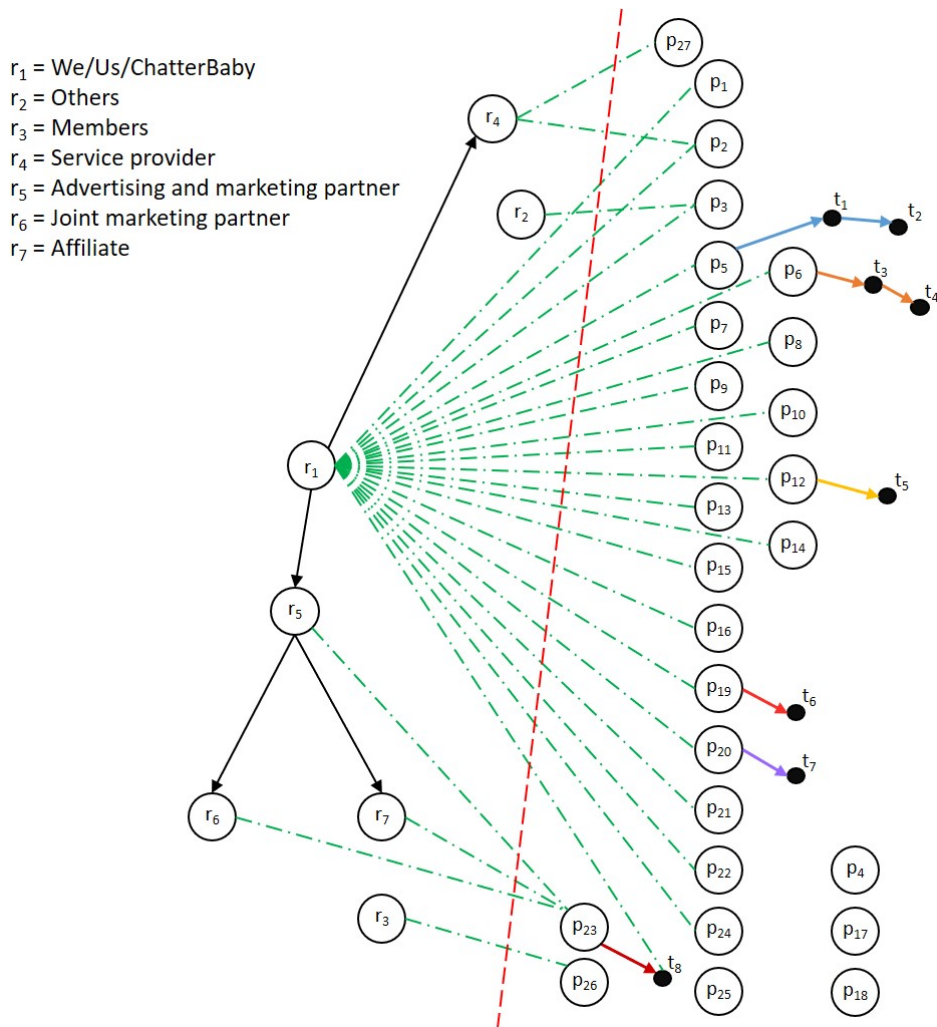 r₁ = We/Us/ChatterBaby
r₂ = Others
r₃ = Members
r₄ = Service provider
r₅ = Advertising and marketing partner
r₆ = Joint marketing partner
r₇ = Affiliate
p₂₇
p₁
r₄
p₂
p₃
r₂
t₁
t₂
p₅
p₆
t₃
t₄
p₇
p₈
p₉
p₁₀
p₁₁
r₁
p₁₂
t₅
p₁₃
p₁₄
p₁₅
r₅
p₁₆
p₁₉
t₆
p₂₀
t₇
p₂₁
r₆
r₇
p₂₂
p₄
r₃
p₂₃
p₂₄
p₁₇
t₈
p₂₆
p₂₅
p₁₈